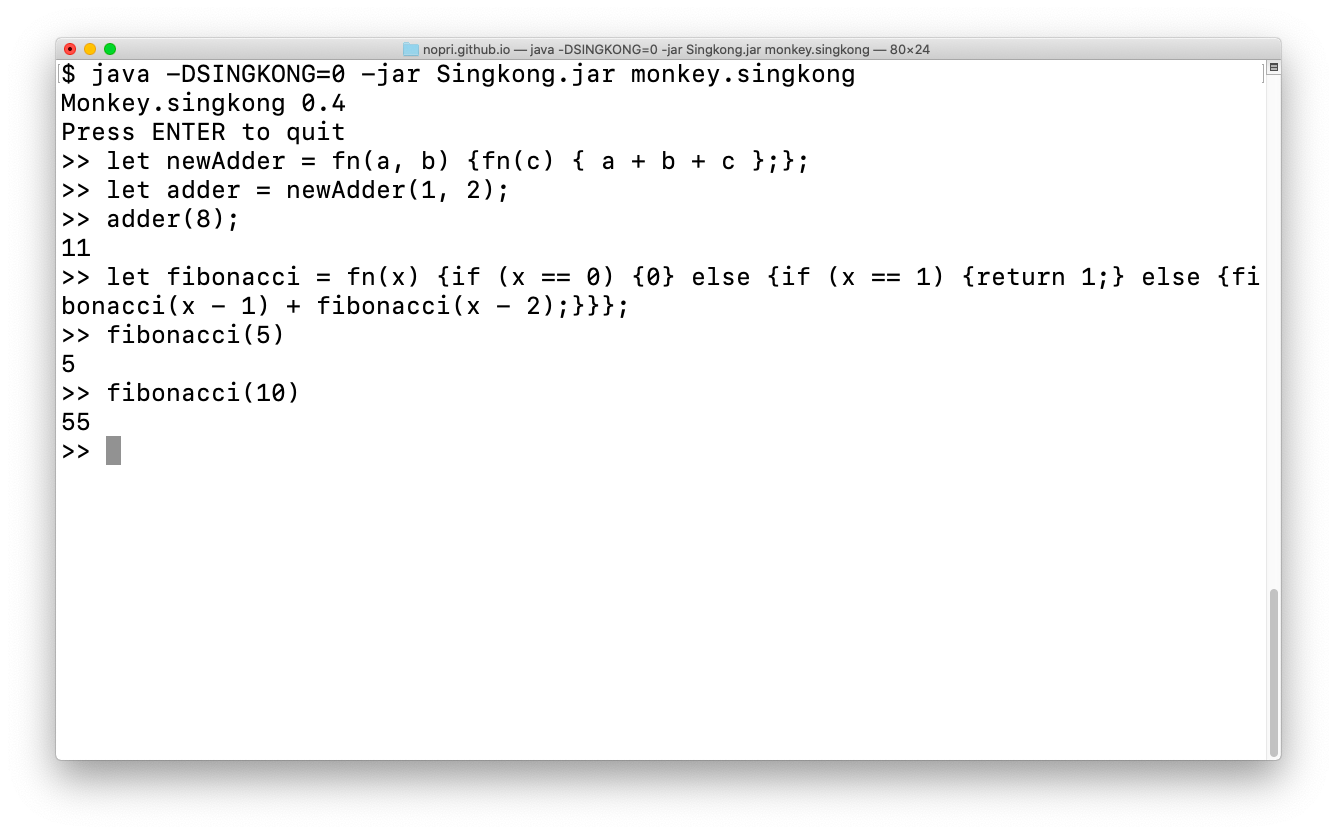 nopri.github.io — java -DSINGKONG=0 -jar Singkong.jar monkey.singkong — 80×24
$ java -DSINGKONG=0 -jar Singkong.jar monkey.singkong
Monkey.singkong 0.4
Press ENTER to quit
>> let newAdder = fn(a, b) {fn(c) { a + b + c };};
>> let adder = newAdder(1, 2);
>> adder(8);
11
>> let fibonacci = fn(x) {if (x == 0) {0} else {if (x == 1) {return 1;} else {fi
bonacci(x - 1) + fibonacci(x - 2);}}};
>> fibonacci(5)
5
>> fibonacci(10)
55
>>